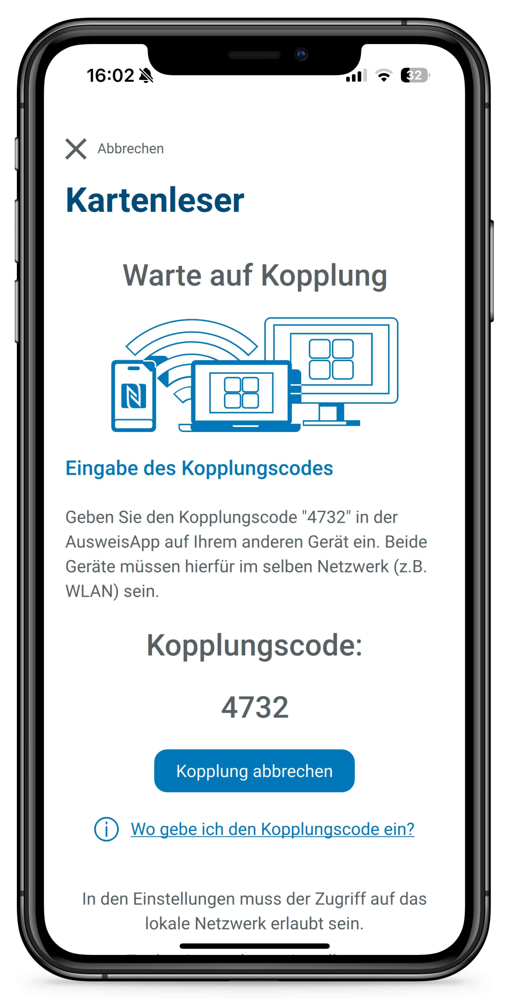 16:02
32
Abbrechen
Kartenleser
Warte auf Kopplung
Eingabe des Kopplungscodes
Geben Sie den Kopplungscode "4732" in der
AusweisApp auf Ihrem anderen Gerät ein. Beide
Geräte müssen hierfür im selben Netzwerk (z.B.
WLAN) sein.
Kopplungscode:
4732
Kopplung abbrechen
Wo gebe ich den Kopplungscode ein?
In den Einstellungen muss der Zugriff auf das
lokale Netzwerk erlaubt sein.